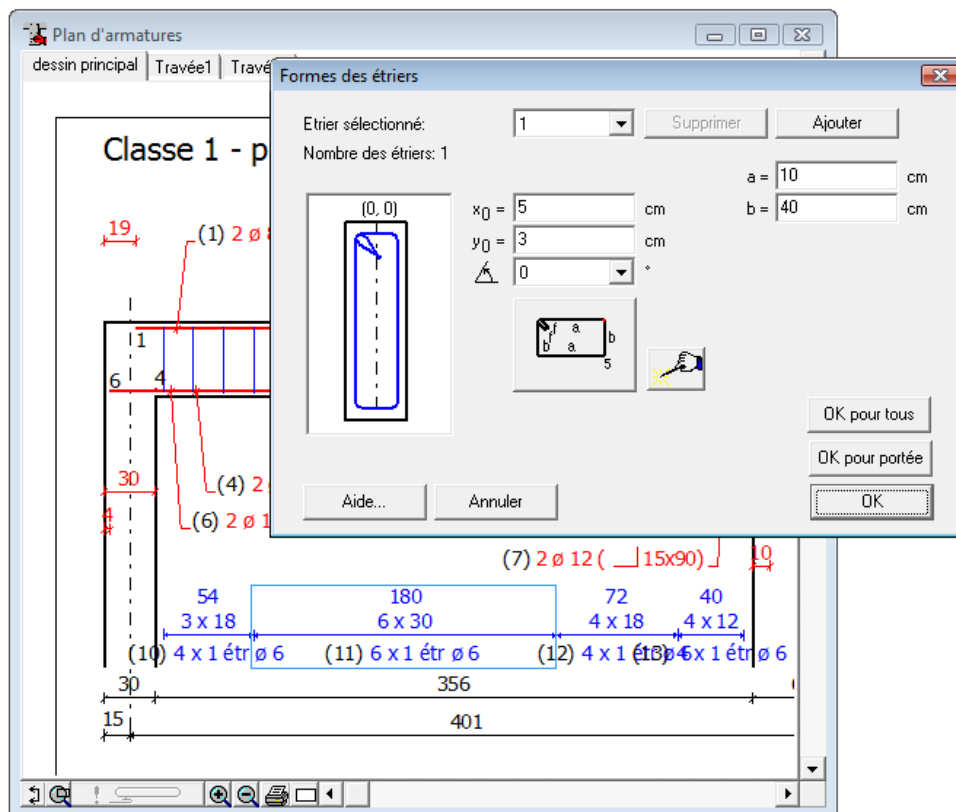 Plan d'armatures
dessin principal Travée1
Formes des étriers
Etrier sélectionné: 1 Supprimer Ajouter
Nombre des étriers: 1
a = 10 cm
b = 40 cm
(0, 0)
x0 = 5 cm
y0 = 3 cm
0 °
f a
f
b a b
5
OK pour tous
OK pour portée
OK
Aide... Annuler
Classe 1 - p
19
(1) 2 ø
1
6 4
30
(4) 2
4
(6) 2 ø 1
(7) 2 ø 12 ( 15x90)
10
54 180 72 40
3 x 18 6 x 30 4 x 18 4 x 12
(10) 4 x 1 étr ø 6 (11) 6 x 1 étr ø 6 (12) 4 x 1 étr ø 6 (13) x 1 étr ø 6
30 356
15 401